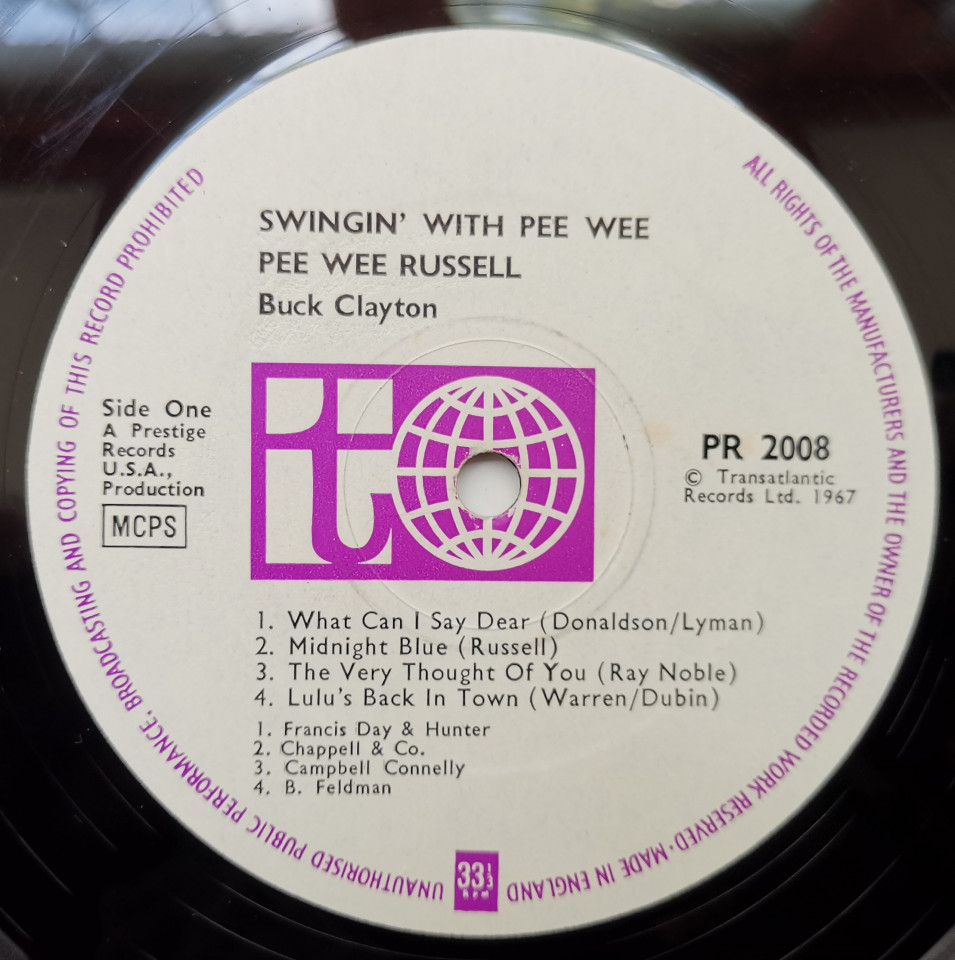 SWINGIN' WITH PEE WEE
PEE WEE RUSSELL
Buck Clayton
t
Side One
A Prestige
Records
U.S.A.,
Production
MCPS
PR 2008
© Transatlantic
Records Ltd. 1967
1. What Can I Say Dear (Donaldson/Lyman)
2. Midnight Blue (Russell)
3. The Very Thought Of You (Ray Noble)
4. Lulu's Back In Town (Warren/Dubin)
1. Francis Day & Hunter
2. Chappell & Co.
3. Campbell Connelly
4. B. Feldman
ALL RIGHTS OF THE MANUFACTURERS AND THE OWNER OF THE RECORDED WORK RESERVED · MADE IN ENGLAND
33⅓
RPM
UNAUTHORISED PUBLIC PERFORMANCE, BROADCASTING AND COPYING OF THIS RECORD PROHIBITED